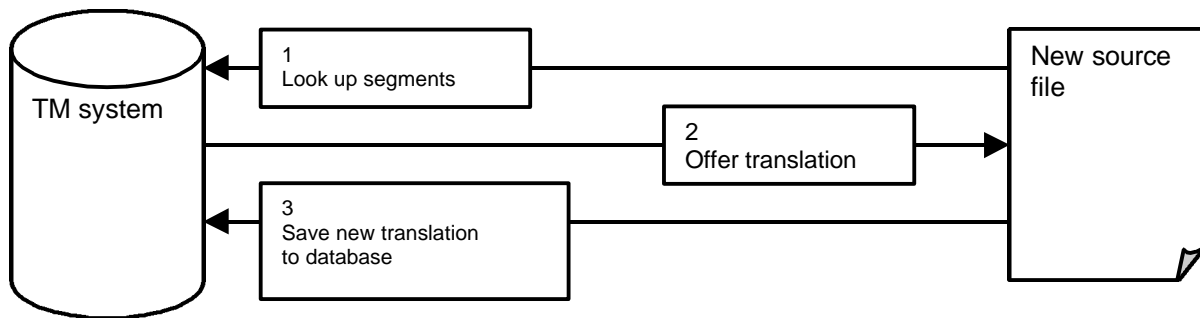 TM system
1
Look up segments
2
Offer translation
3
Save new translation
to database
New source
file